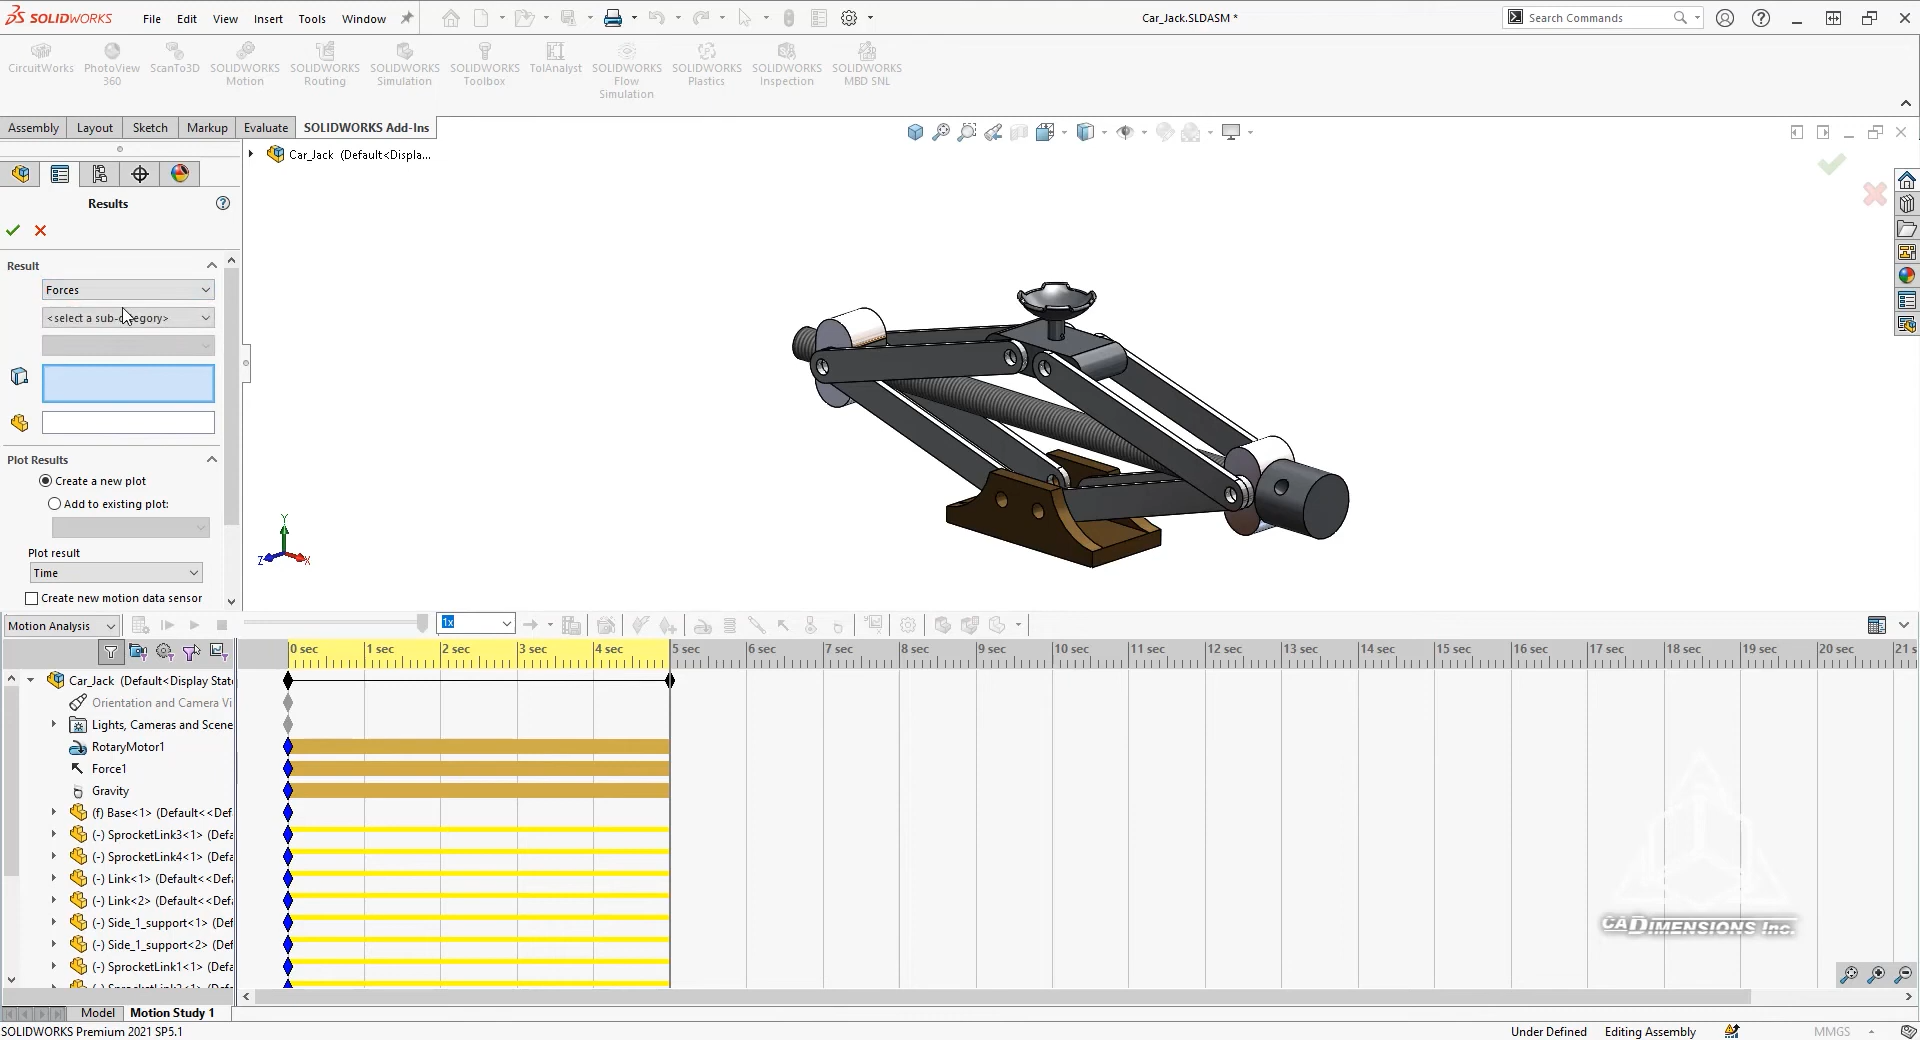 SOLIDWORKS File Edit View Insert Tools Window Car_Jack.SLDASM * Search Commands
CircuitWorks PhotoView 360 ScanTo3D SOLIDWORKS Motion SOLIDWORKS Routing SOLIDWORKS Simulation SOLIDWORKS Toolbox TolAnalyst SOLIDWORKS Flow Simulation SOLIDWORKS Plastics SOLIDWORKS Inspection SOLIDWORKS MBD SNL
Assembly Layout Sketch Markup Evaluate SOLIDWORKS Add-Ins
Car_Jack (Default<Displa...
Results
Result
Forces
<select a sub-category>
Plot Results
Create a new plot
Add to existing plot:
Plot result
Time
Create new motion data sensor
Y
Z X
Motion Analysis 1x
0 sec 1 sec 2 sec 3 sec 4 sec 5 sec 6 sec 7 sec 8 sec 9 sec 10 sec 11 sec 12 sec 13 sec 14 sec 15 sec 16 sec 17 sec 18 sec 19 sec 20 sec 21 s
Car_Jack (Default<Display Stat
Orientation and Camera Vi
Lights, Cameras and Scene
RotaryMotor1
Force1
Gravity
(f) Base<1> (Default<<Def
(-) SprocketLink3<1> (Defa
(-) SprocketLink4<1> (Defa
(-) Link<1> (Default<<Defa
(-) Link<2> (Default<<Defa
(-) Side_1_support<1> (Def
(-) Side_1_support<2> (Def
(-) SprocketLink1<1> (Defa
CADIMENSIONS Inc.
Model Motion Study 1
SOLIDWORKS Premium 2021 SP5.1 Under Defined Editing Assembly MMGS